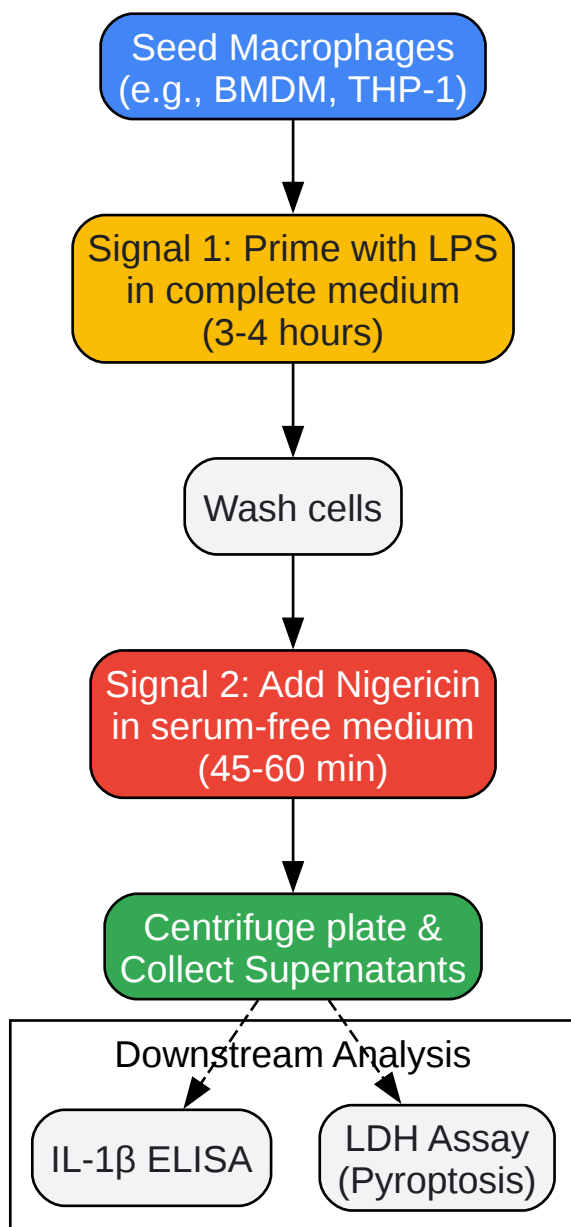 Seed Macrophages
(e.g., BMDM, THP-1)
Signal 1: Prime with LPS
in complete medium
(3-4 hours)
Wash cells
Signal 2: Add Nigericin
in serum-free medium
(45-60 min)
Centrifuge plate &
Collect Supernatants
Downstream Analysis
IL-1β ELISA
LDH Assay
(Pyroptosis)